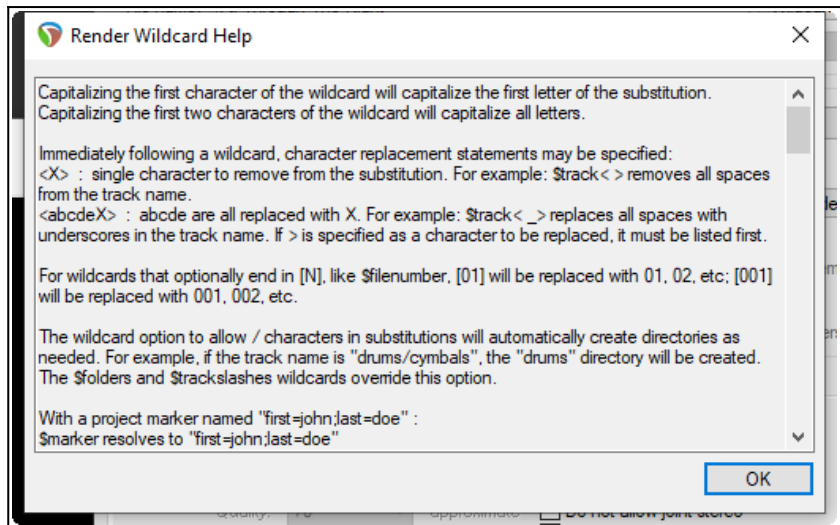 Render Wildcard Help
Capitalizing the first character of the wildcard will capitalize the first letter of the substitution.
Capitalizing the first two characters of the wildcard will capitalize all letters.
Immediately following a wildcard, character replacement statements may be specified:
<X> : single character to remove from the substitution. For example: $track< > removes all spaces
from the track name.
<abcdeX> : abcde are all replaced with X. For example: $track< _> replaces all spaces with
underscores in the track name. If > is specified as a character to be replaced, it must be listed first.
For wildcards that optionally end in [N], like $filenumber, [01] will be replaced with 01, 02, etc; [001]
will be replaced with 001, 002, etc.
The wildcard option to allow / characters in substitutions will automatically create directories as
needed. For example, if the track name is "drums/cymbals", the "drums" directory will be created.
The $folders and $trackslashes wildcards override this option.
With a project marker named "first=john;last=doe" :
$marker resolves to "first=john;last=doe"
OK
approximate Do not allow joint stereo